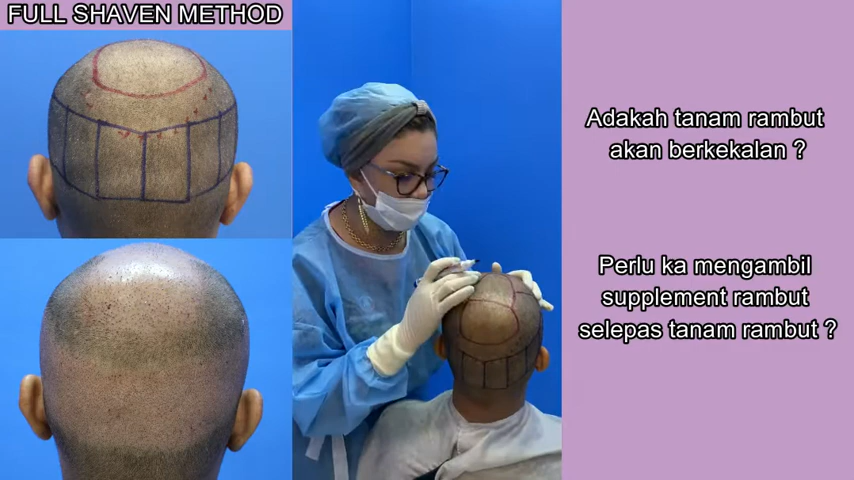 FULL SHAVEN METHOD
Adakah tanam rambut
akan berkekalan ?
Perlu ka mengambil
supplement rambut
selepas tanam rambut ?